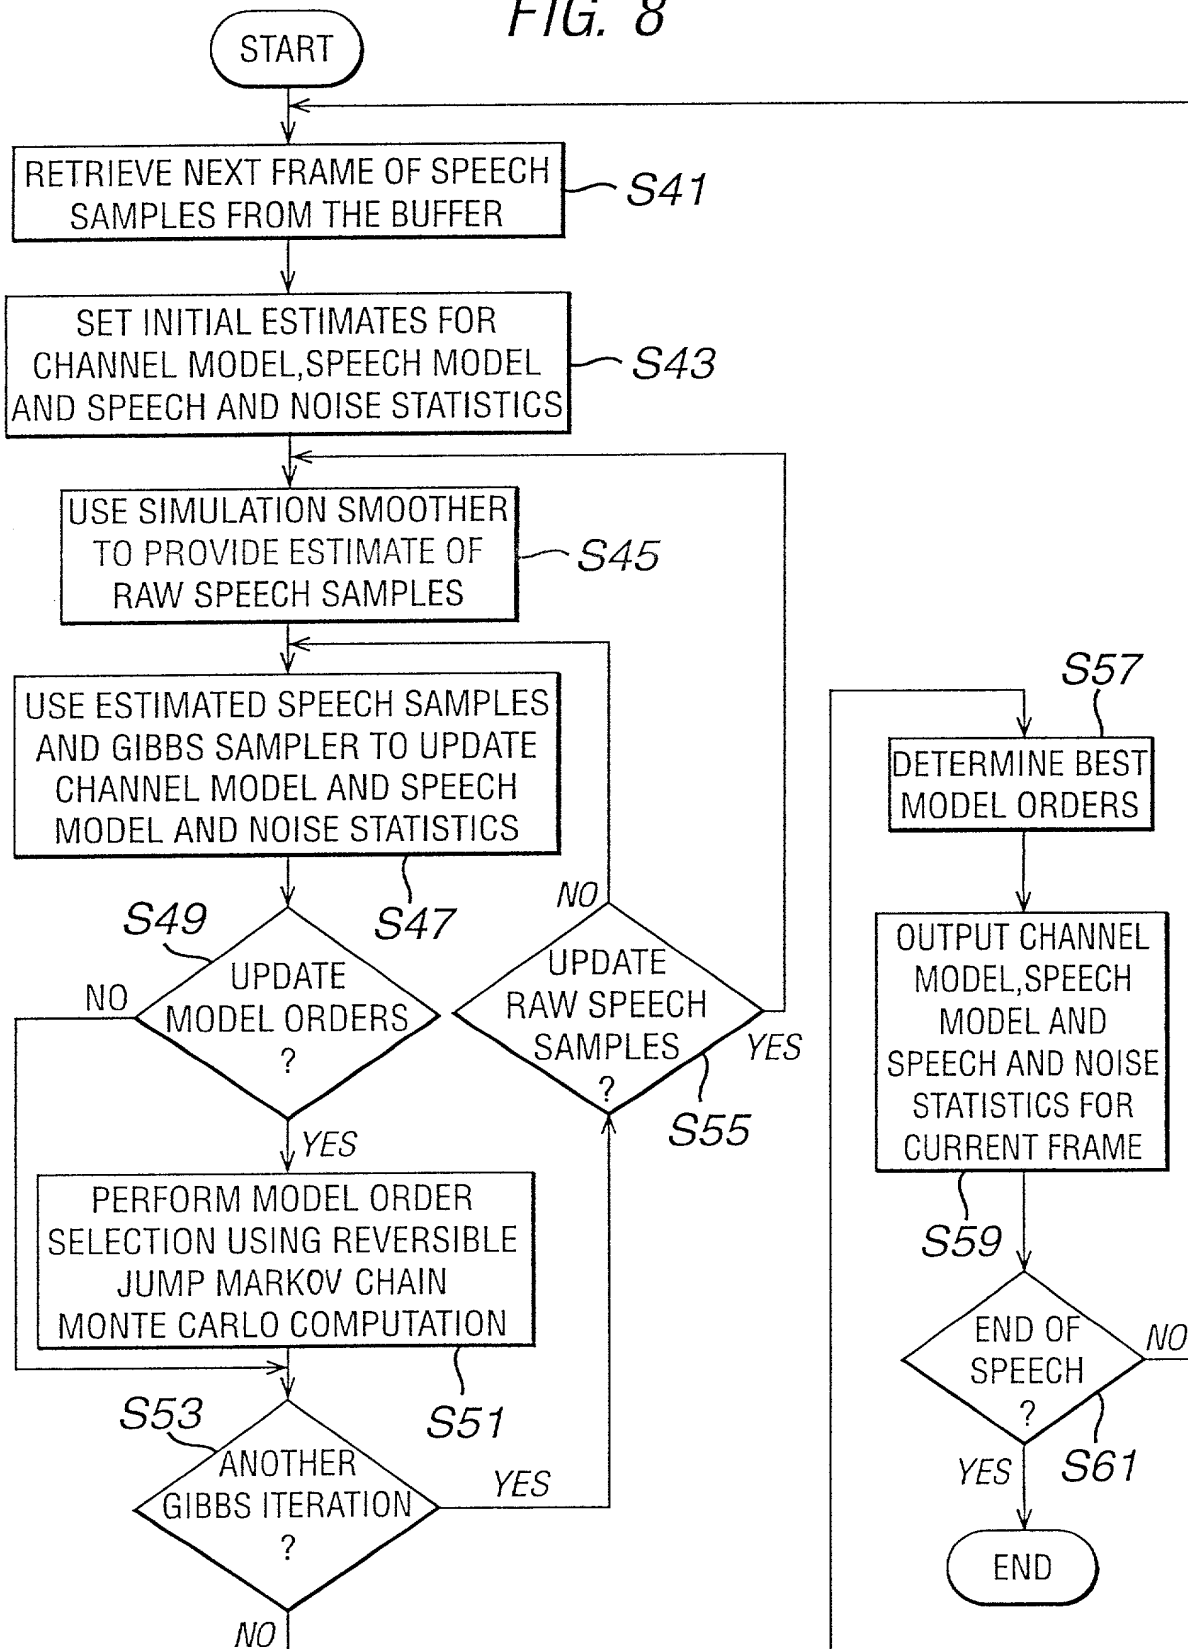 FIG. 8
START
RETRIEVE NEXT FRAME OF SPEECH
SAMPLES FROM THE BUFFER
S41
SET INITIAL ESTIMATES FOR
CHANNEL MODEL,SPEECH MODEL
AND SPEECH AND NOISE STATISTICS
S43
USE SIMULATION SMOOTHER
TO PROVIDE ESTIMATE OF
RAW SPEECH SAMPLES
S45
USE ESTIMATED SPEECH SAMPLES
AND GIBBS SAMPLER TO UPDATE
CHANNEL MODEL AND SPEECH
MODEL AND NOISE STATISTICS
S47
S49
UPDATE
MODEL ORDERS
?
NO
YES
PERFORM MODEL ORDER
SELECTION USING REVERSIBLE
JUMP MARKOV CHAIN
MONTE CARLO COMPUTATION
S51
S53
ANOTHER
GIBBS ITERATION
?
YES
NO
NO
UPDATE
RAW SPEECH
SAMPLES
?
YES
S55
S57
DETERMINE BEST
MODEL ORDERS
OUTPUT CHANNEL
MODEL,SPEECH
MODEL AND
SPEECH AND NOISE
STATISTICS FOR
CURRENT FRAME
S59
END OF
SPEECH
?
NO
S61
YES
END